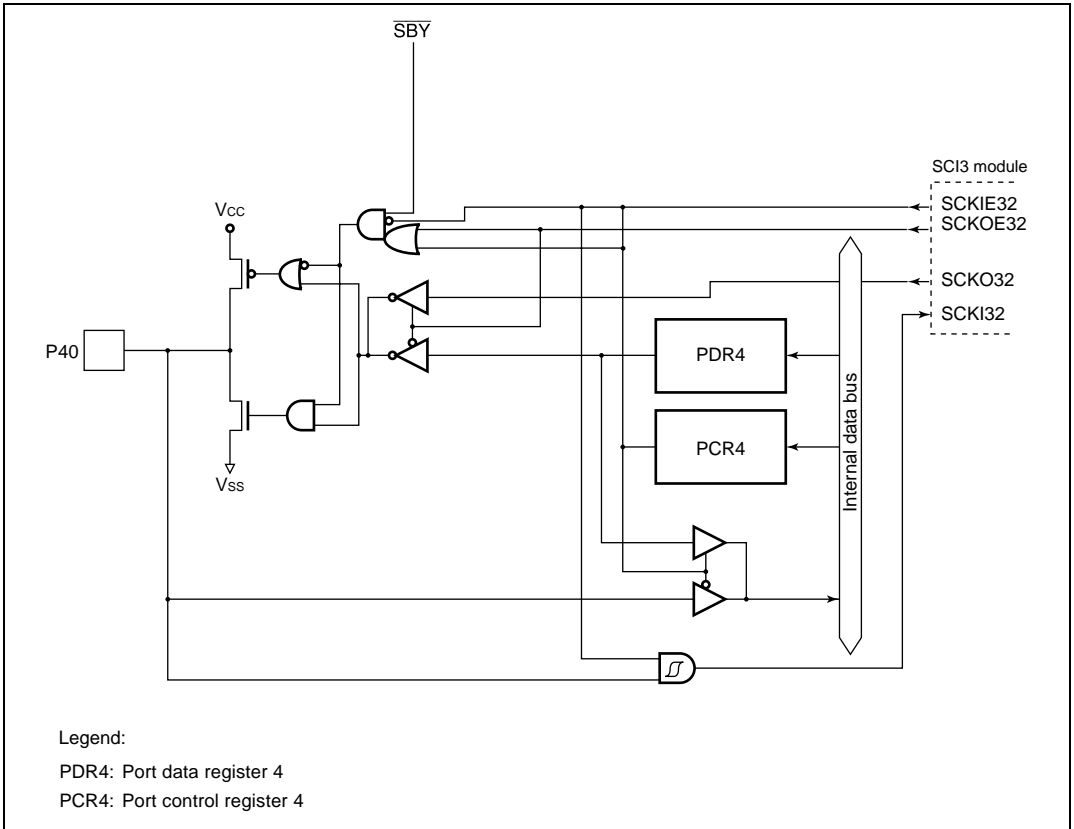 SBY
SCI3 module
SCKIE32
SCKOE32
VCC
SCKO32
SCKI32
P40
PDR4
PCR4
Internal data bus
VSS
Legend:
PDR4: Port data register 4
PCR4: Port control register 4